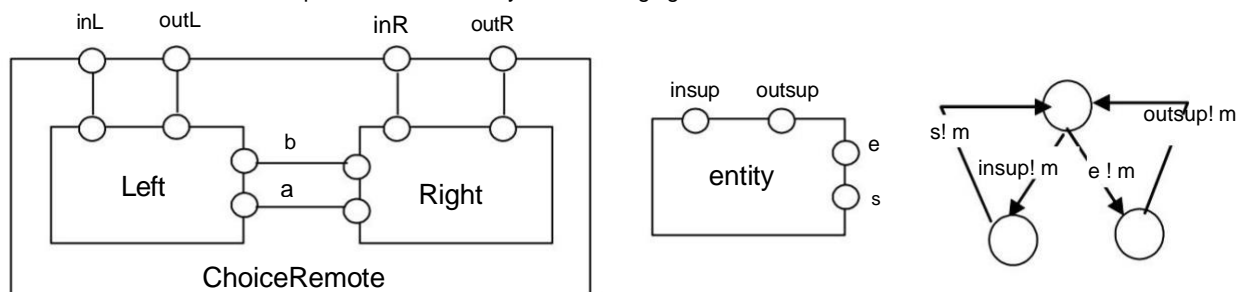 inL outL inR outR
insup outsup
outsup! m
s! m
b
e
insup! m e ! m
Left a Right entity
s
ChoiceRemote